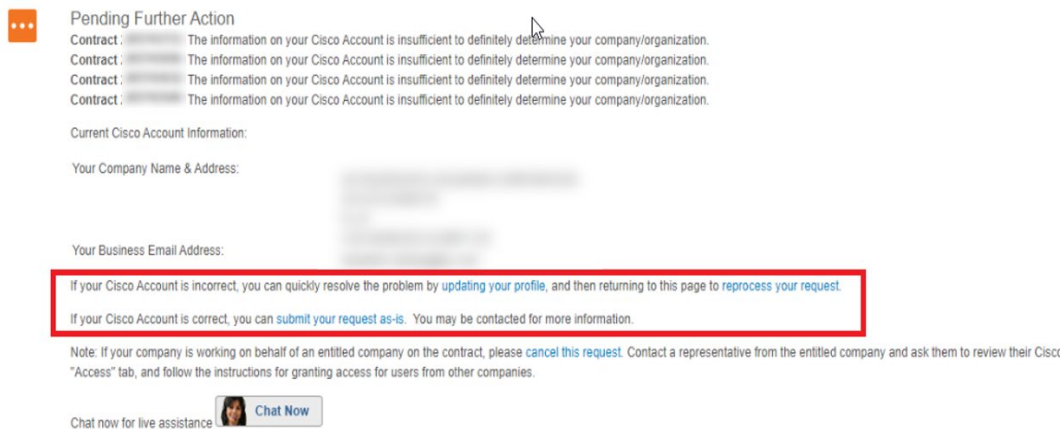 Pending Further Action
Contract : The information on your Cisco Account is insufficient to definitely determine your company/organization.
Contract : The information on your Cisco Account is insufficient to definitely determine your company/organization.
Contract : The information on your Cisco Account is insufficient to definitely determine your company/organization.
Contract : The information on your Cisco Account is insufficient to definitely determine your company/organization.
Current Cisco Account Information:
Your Company Name & Address:
Your Business Email Address:
If your Cisco Account is incorrect, you can quickly resolve the problem by updating your profile, and then returning to this page to reprocess your request.
If your Cisco Account is correct, you can submit your request as-is. You may be contacted for more information.
Note: If your company is working on behalf of an entitled company on the contract, please cancel this request. Contact a representative from the entitled company and ask them to review their Cisco
"Access" tab, and follow the instructions for granting access for users from other companies.
Chat now for live assistance Chat Now